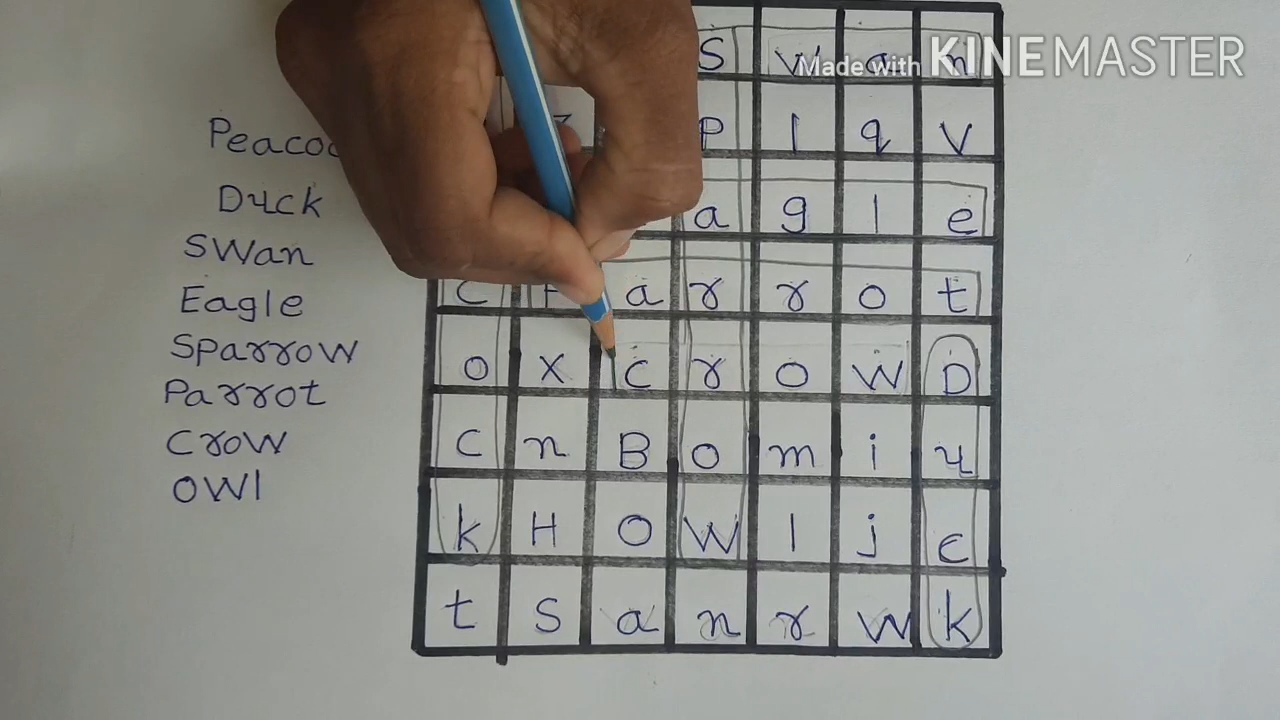 Made with KINEMASTER
S w a n
P l q v
Duck
a g l e
Swan
Eagle
C P a r r o t
Sparrow
o x c r o w D
Parrot
Crow
c n B o m i u
Owl
k H O W l j c
t S a n r w k